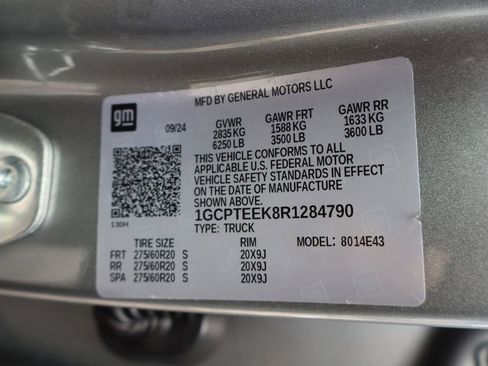 MFD BY GENERAL MOTORS LLC
gm
09/24
GVWR GAWR FRT GAWR RR
2835 KG 1588 KG 1633 KG
6250 LB 3500 LB 3600 LB
THIS VEHICLE CONFORMS TO ALL
APPLICABLE U.S. FEDERAL MOTOR
VEHICLE SAFETY STANDARDS IN EFFECT
ON THE DATE OF MANUFACTURE
SHOWN ABOVE.
1GCPTEEK8R1284790
TYPE: TRUCK
130H
TIRE SIZE RIM MODEL: 8014E43
FRT 275/60R20 S 20X9J
RR 275/60R20 S 20X9J
SPA 275/60R20 S 20X9J